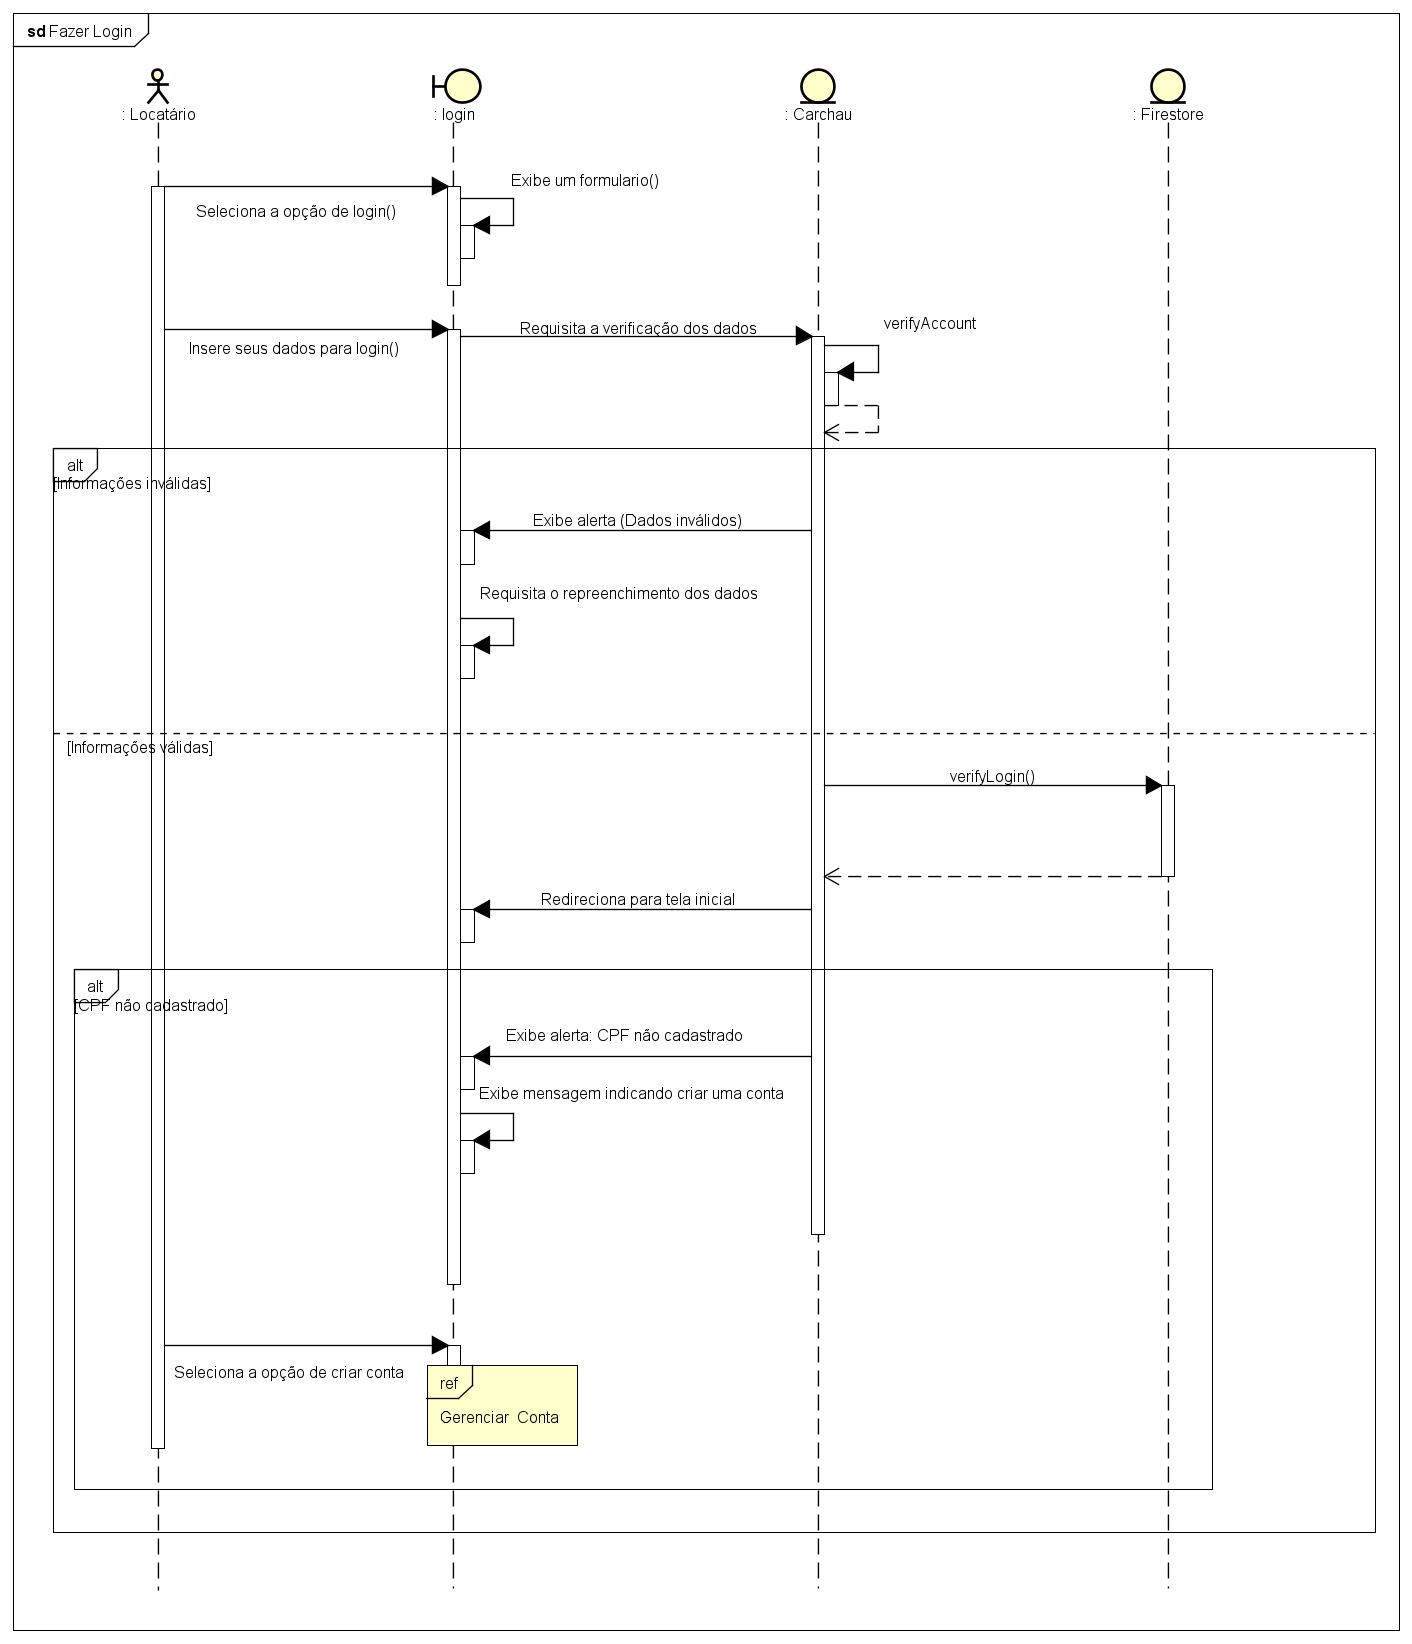 sd Fazer Login
: Locatário
: login
: Carchau
: Firestore
Exibe um formulario()
Seleciona a opção de login()
verifyAccount
Requisita a verificação dos dados
Insere seus dados para login()
alt
[Informações inválidas]
Exibe alerta (Dados inválidos)
Requisita o repreenchimento dos dados
[Informações válidas]
verifyLogin()
Redireciona para tela inicial
alt
[CPF não cadastrado]
Exibe alerta: CPF não cadastrado
Exibe mensagem indicando criar uma conta
Seleciona a opção de criar conta
ref
Gerenciar Conta